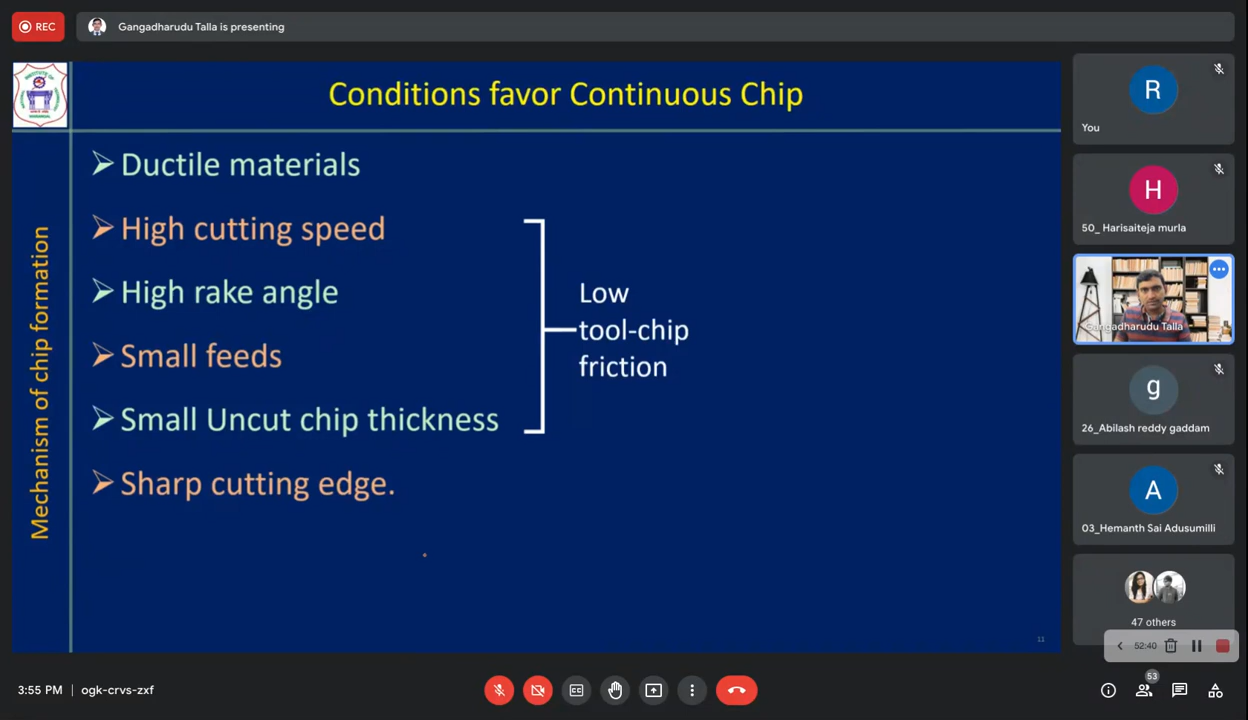 REC
Gangadharudu Talla is presenting
Conditions favor Continuous Chip
Mechanism of chip formation
➢ Ductile materials
➢ High cutting speed
➢ High rake angle
➢ Small feeds
➢ Small Uncut chip thickness
➢ Sharp cutting edge.
Low
tool-chip
friction
11
R
You
H
50_ Harisaiteja murla
Gangadharudu Talla
g
26_Abilash reddy gaddam
A
03_Hemanth Sai Adusumilli
47 others
52:40
3:55 PM | ogk-crvs-zxf
CC
53